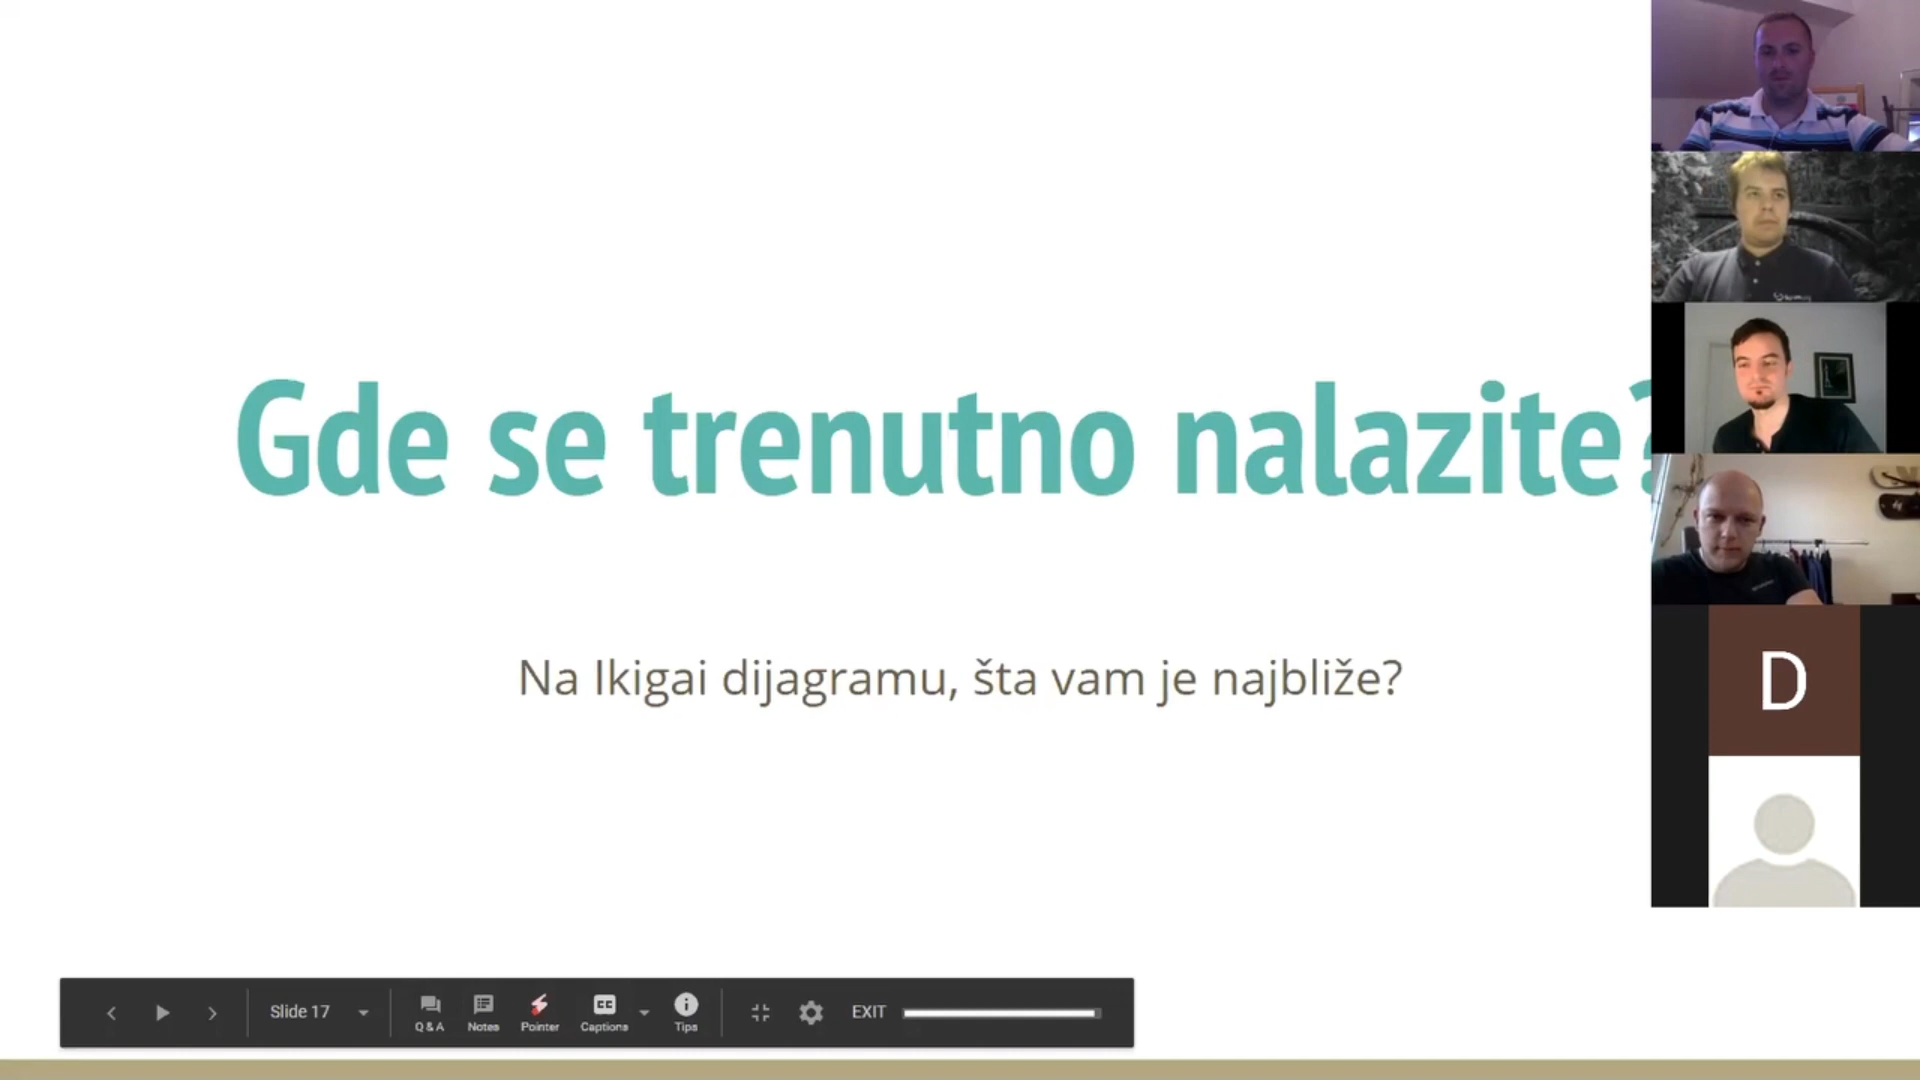 Gde se trenutno nalazite?
Na Ikigai dijagramu, šta vam je najbliže?
D
Slide 17
Q & A
Notes
Pointer
Captions
Tips
EXIT